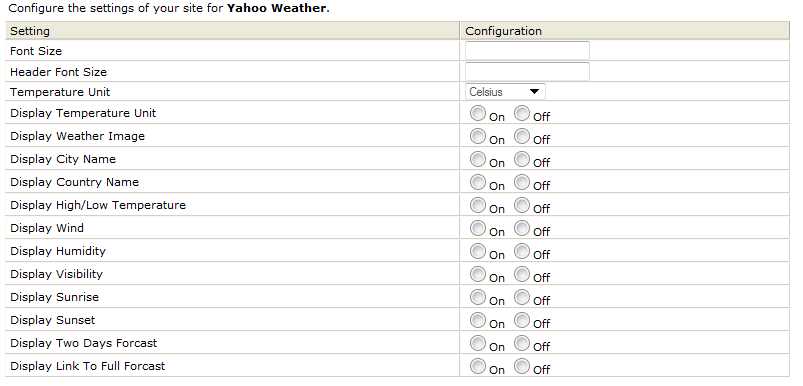 Configure the settings of your site for Yahoo Weather.
Setting Configuration
Font Size
Header Font Size
Temperature Unit Celsius
Display Temperature Unit On Off
Display Weather Image On Off
Display City Name On Off
Display Country Name On Off
Display High/Low Temperature On Off
Display Wind On Off
Display Humidity On Off
Display Visibility On Off
Display Sunrise On Off
Display Sunset On Off
Display Two Days Forcast On Off
Display Link To Full Forcast On Off